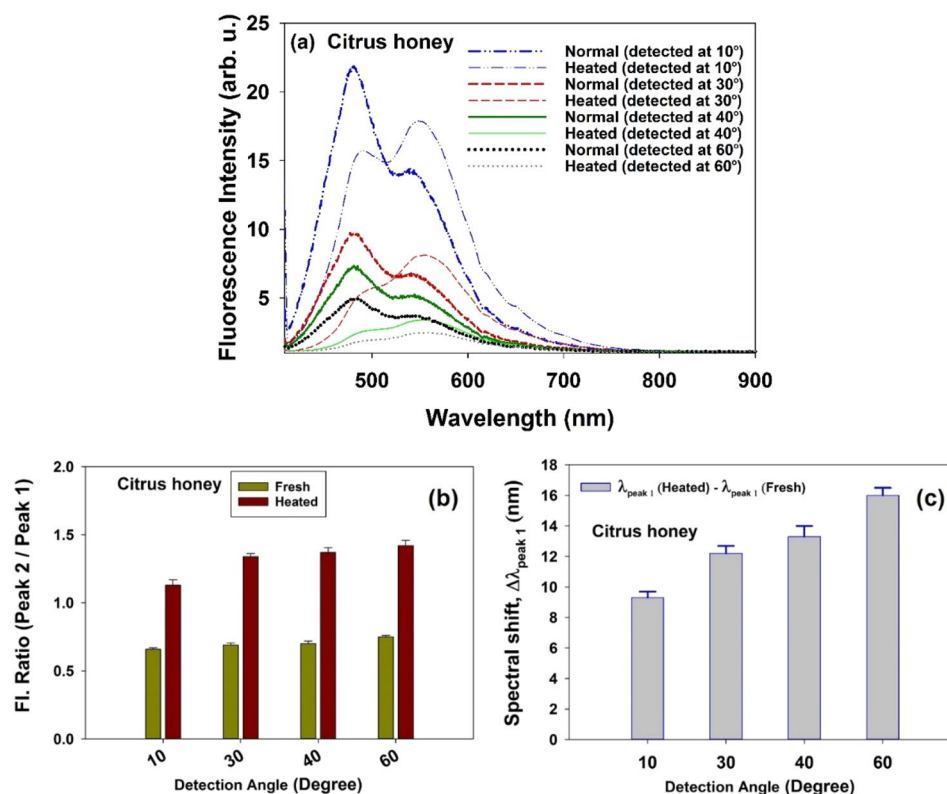 (a) Citrus honey
Normal (detected at 10°)
Heated (detected at 10°)
Normal (detected at 30°)
Heated (detected at 30°)
Normal (detected at 40°)
Heated (detected at 40°)
Normal (detected at 60°)
Heated (detected at 60°)
Fluorescence Intensity (arb. u.)
25
20
15
10
5
500 600 700 800 900
Wavelength (nm)
Citrus honey
Fresh
Heated
(b)
Fl. Ratio (Peak 2 / Peak 1)
2.0
1.5
1.0
0.5
0.0
10 30 40 60
Detection Angle (Degree)
λpeak 1 (Heated) - λpeak 1 (Fresh)
(c)
Citrus honey
Spectral shift, Δλpeak 1 (nm)
18
16
14
12
10
8
6
4
2
0
10 30 40 60
Detection Angle (Degree)